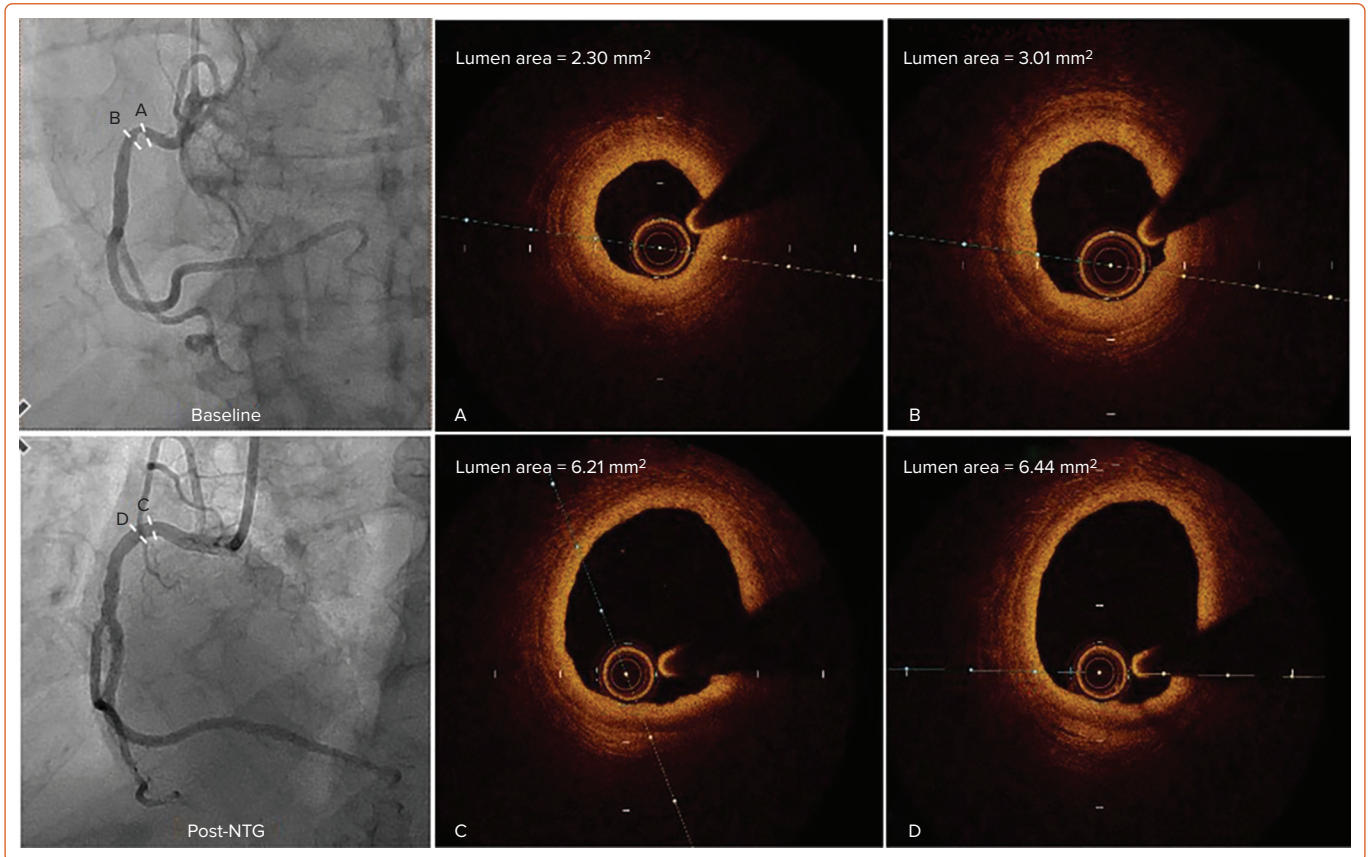 B
A
Baseline
Lumen area = 2.30 mm²
A
Lumen area = 3.01 mm²
B
D
C
Post-NTG
Lumen area = 6.21 mm²
C
Lumen area = 6.44 mm²
D